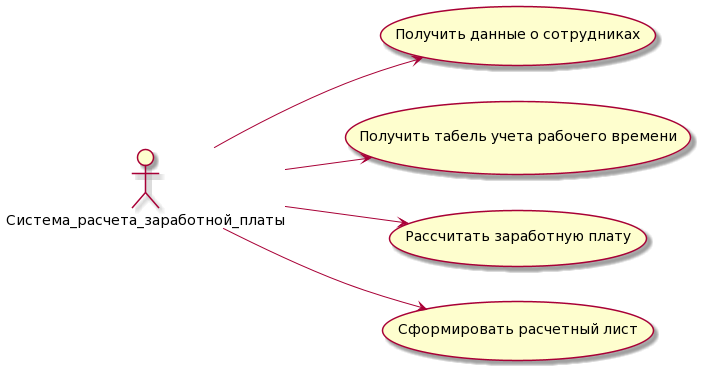 Получить данные о сотрудниках
Получить табель учета рабочего времени
Система_расчета_заработной_платы
Рассчитать заработную плату
Сформировать расчетный лист